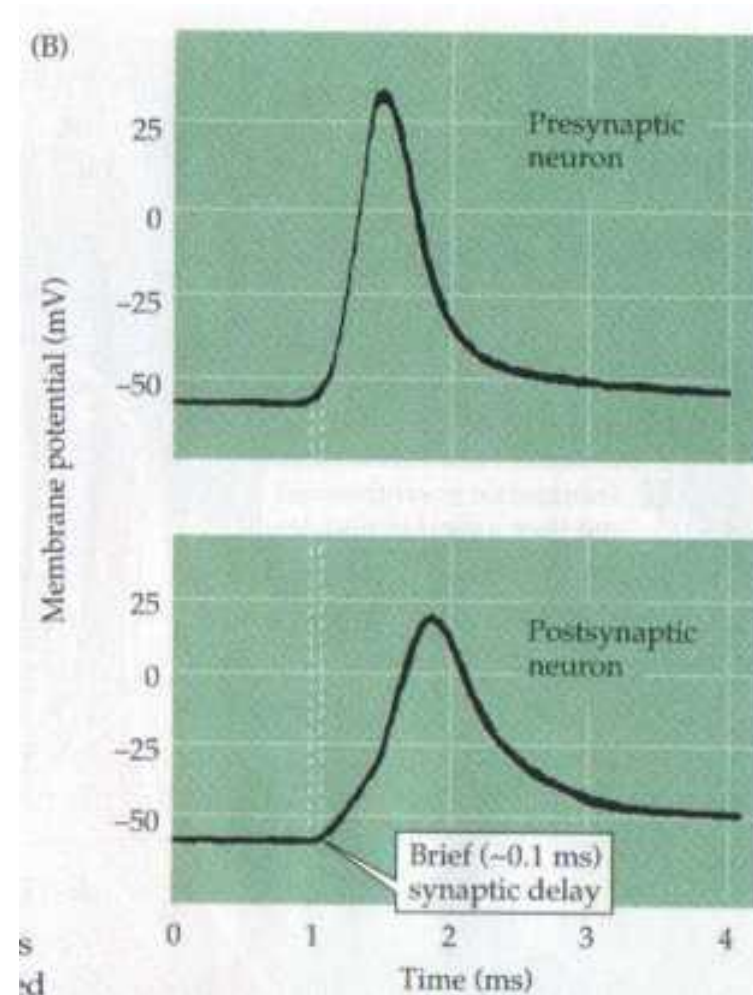 (B)
Presynaptic
neuron
25
0
−25
−50
Membrane potential (mV)
Postsynaptic
neuron
25
0
−25
−50
Brief (~0.1 ms)
synaptic delay
0 1 2 3 4
Time (ms)
s
ed